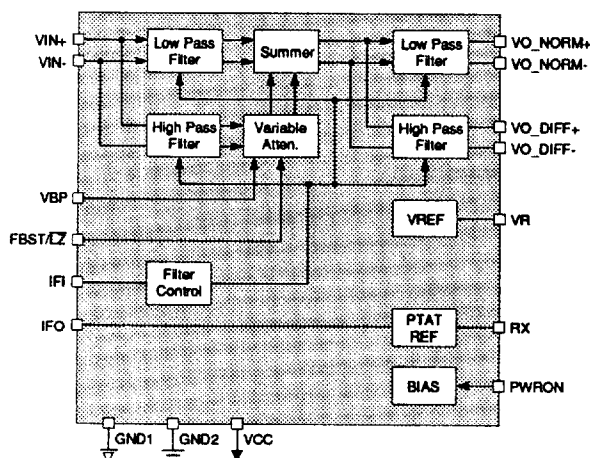 VIN+
VIN-
Low Pass
Filter
Summer
Low Pass
Filter
VO_NORM+
VO_NORM-
High Pass
Filter
Variable
Atten.
High Pass
Filter
VO_DIFF+
VO_DIFF-
VBP
VREF
VR
FBST/LZ
IFI
Filter
Control
IFO
PTAT
REF
RX
BIAS
PWRON
GND1
GND2
VCC